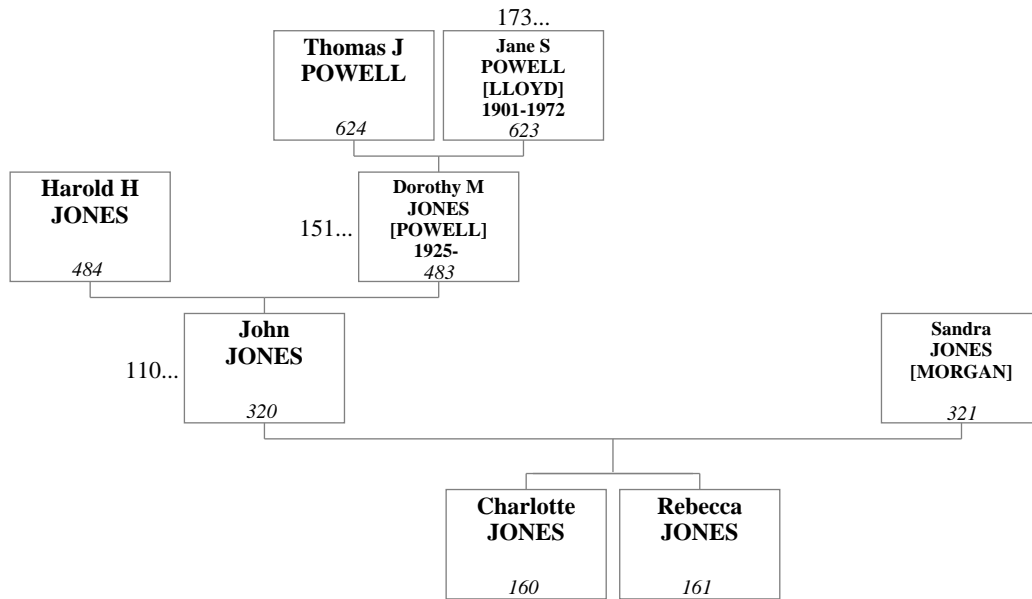 173...
Thomas J
POWELL
624
Jane S
POWELL
[LLOYD]
1901-1972
623
Harold H
JONES
484
151...
Dorothy M
JONES
[POWELL]
1925-
483
110...
John
JONES
320
Sandra
JONES
[MORGAN]
321
Charlotte
JONES
160
Rebecca
JONES
161